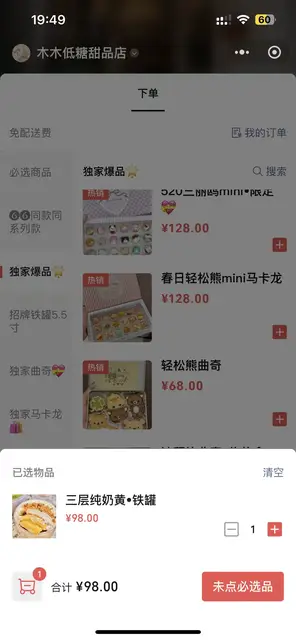 19:49
60
木木低糖甜品店
下单
免配送费
我的订单
必选商品
独家爆品🌟
搜索
⓺⓺同款同
系列款
独家爆品🌟
招牌铁罐5.5
寸
独家曲奇💝
独家马卡龙
🎁
热销
520三丽鸥mini•限定
💝
¥128.00
热销
春日轻松熊mini马卡龙
¥128.00
热销
轻松熊曲奇
¥68.00
已选物品
清空
三层纯奶黄•铁罐
¥98.00
1
1
合计 ¥98.00
未点必选品